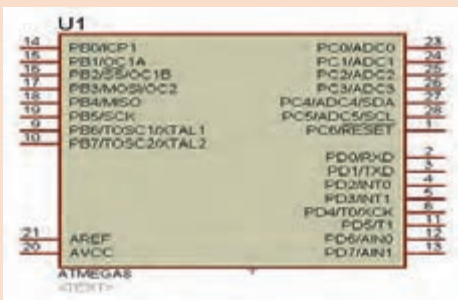 U1
14 PB0/ICP1 PC0/ADC0 23
15 PB1/OC1A PC1/ADC1 24
16 PB2/SS/OC1B PC2/ADC2 25
17 PB3/MOSI/OC2 PC3/ADC3 26
18 PB4/MISO PC4/ADC4/SDA 27
19 PB5/SCK PC5/ADC5/SCL 28
9 PB6/TOSC1/XTAL1 PC6/RESET 1
10 PB7/TOSC2/XTAL2
PD0/RXD 2
PD1/TXD 3
PD2/INT0 4
PD3/INT1 5
PD4/T0/XCK 6
PD5/T1 11
21 AREF PD6/AIN0 12
20 AVCC PD7/AIN1 13
ATMEGA8
<TEXT>